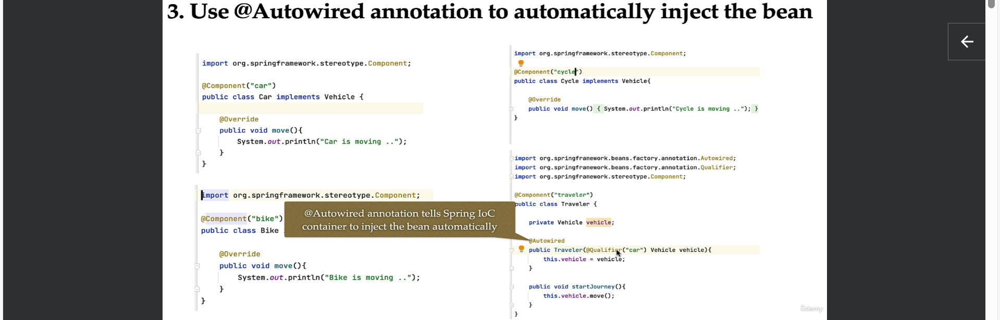 3. Use @Autowired annotation to automatically inject the bean
import org.springframework.stereotype.Component;
@Component("car")
public class Car implements Vehicle {
@Override
public void move(){
System.out.println("Car is moving ..");
}
}
import org.springframework.stereotype.Component;
@Component("bike")
public class Bike
@Override
public void move(){
System.out.println("Bike is moving ..");
}
}
@Autowired annotation tells Spring IoC
container to inject the bean automatically
import org.springframework.stereotype.Component;
@Component("cycle")
public class Cycle implements Vehicle{
@Override
public void move() { System.out.println("Cycle is moving .."); }
}
import org.springframework.beans.factory.annotation.Autowired;
import org.springframework.beans.factory.annotation.Qualifier;
import org.springframework.stereotype.Component;
@Component("traveler")
public class Traveler {
private Vehicle vehicle;
@Autowired
public Traveler(@Qualifier("car") Vehicle vehicle){
this.vehicle = vehicle;
}
public void startJourney(){
this.vehicle.move();
}
}
ûdemy